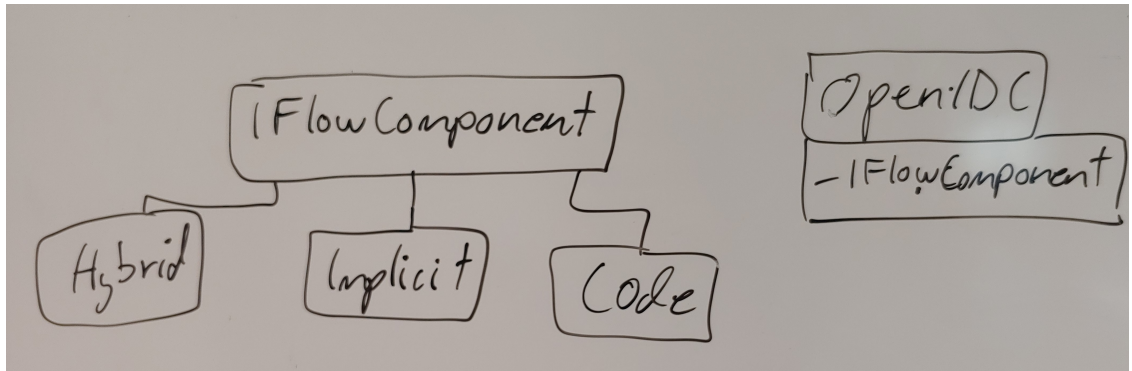 IFlowComponent
OpenIDC
- IFlowComponent
Hybrid
Implicit
Code